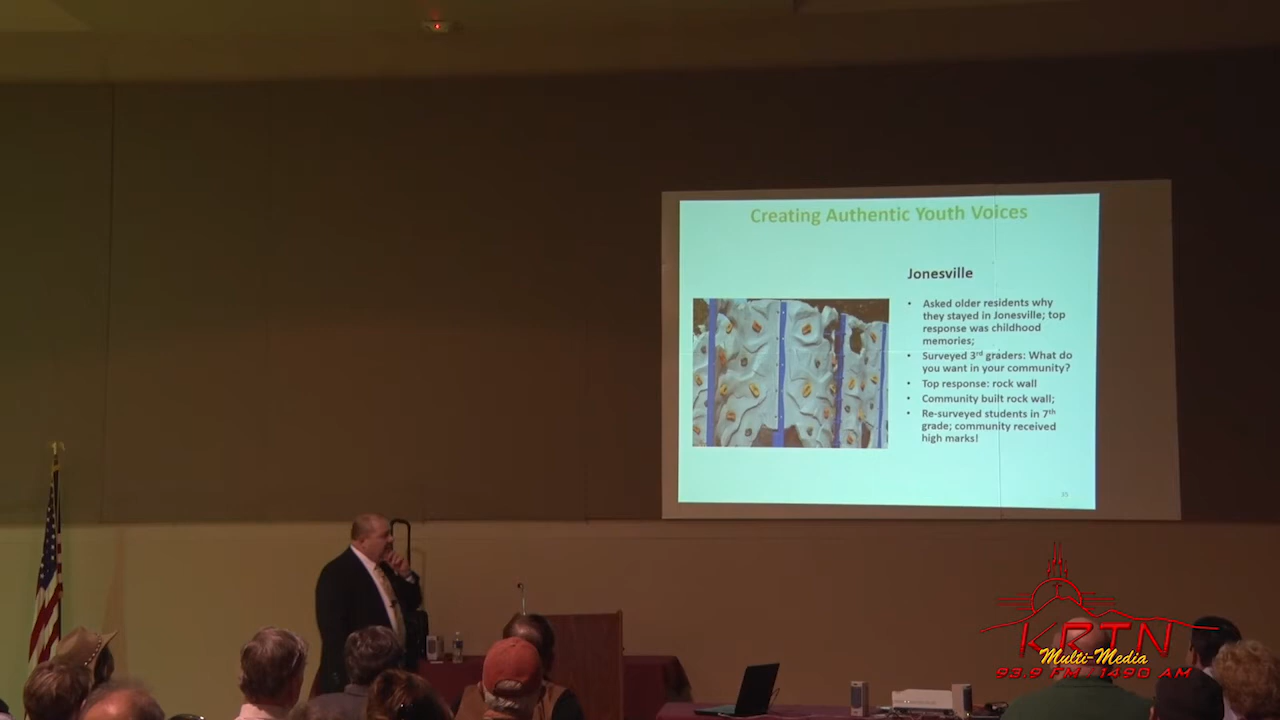 Creating Authentic Youth Voices
Jonesville
• Asked older residents why
they stayed in Jonesville; top
response was childhood
memories;
• Surveyed 3rd graders: What do
you want in your community?
• Top response: rock wall
• Community built rock wall;
• Re-surveyed students in 7th
grade; community received
high marks!
35
KRTN
Multi-Media
93.9 FM 1490 AM